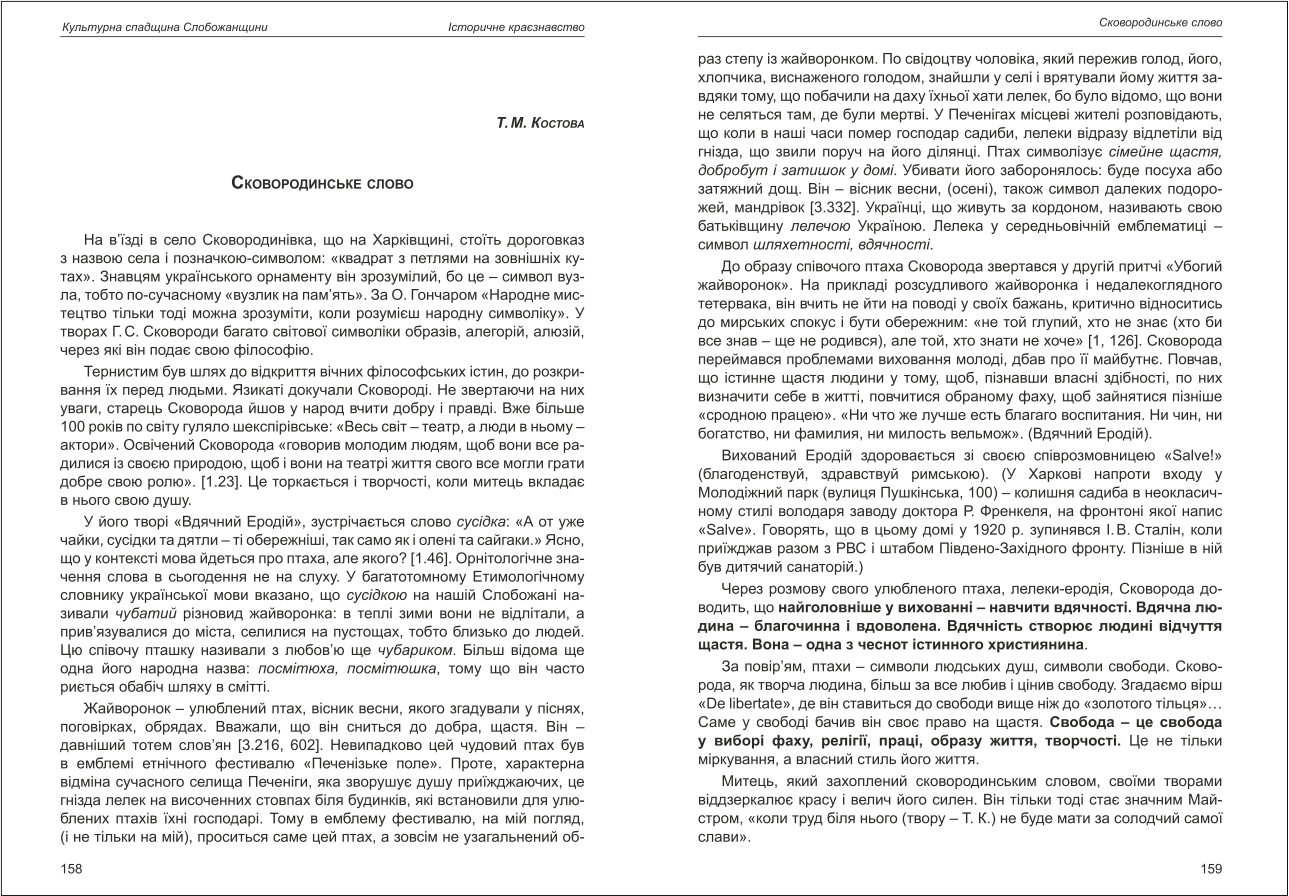 Культурна спадщина Слобожанщини
Історичне краєзнавство
Т. М. Костова
Сковородинське слово
На в’їзді в село Сковородинівка, що на Харківщині, стоїть дороговказ
з назвою села і позначкою-символом: «квадрат з петлями на зовнішніх ку-
тах». Знавцям українського орнаменту він зрозумілий, бо це – символ вуз-
ла, тобто по-сучасному «вузлик на пам’ять». За О. Гончаром «Народне мис-
тецтво тільки тоді можна зрозуміти, коли розумієш народну символіку». У
творах Г. С. Сковороди багато світової символіки образів, алегорій, алюзій,
через які він подає свою філософію.
Тернистим був шлях до відкриття вічних філософських істин, до розкри-
вання їх перед людьми. Язикаті докучали Сковороді. Не звертаючи на них
уваги, старець Сковорода йшов у народ вчити добру і правді. Вже більше
100 років по світу гуляло шекспірівське: «Весь світ – театр, а люди в ньому –
актори». Освічений Сковорода «говорив молодим людям, щоб вони все ра-
дилися із своєю природою, щоб і вони на театрі життя свого все могли грати
добре свою ролю». [1.23]. Це торкається і творчості, коли митець вкладає
в нього свою душу.
У його творі «Вдячний Еродій», зустрічається слово сусідка: «А от уже
чайки, сусідки та дятли – ті обережніші, так само як і олені та сайгаки.» Ясно,
що у контексті мова йдеться про птаха, але якого? [1.46]. Орнітологічне зна-
чення слова в сьогодення не на слуху. У багатотомному Етимологічному
словнику української мови вказано, що сусідкою на нашій Слобожані на-
зивали чубатий різновид жайворонка: в теплі зими вони не відлітали, а
прив’язувалися до міста, селилися на пустощах, тобто близько до людей.
Цю співочу пташку називали з любов’ю ще чубариком. Більш відома ще
одна його народна назва: посмітюха, посмітюшка, тому що він часто
риється обабіч шляху в смітті.
Жайворонок – улюблений птах, вісник весни, якого згадували у піснях,
поговірках, обрядах. Вважали, що він сниться до добра, щастя. Він –
давніший тотем слов’ян [3.216, 602]. Невипадково цей чудовий птах був
в емблемі етнічного фестивалю «Печенізьке поле». Проте, характерна
відміна сучасного селища Печеніги, яка зворушує душу приїжджаючих, це
гнізда лелек на височенних стовпах біля будинків, які встановили для улю-
блених птахів їхні господарі. Тому в емблему фестивалю, на мій погляд,
(і не тільки на мій), проситься саме цей птах, а зовсім не узагальнений об-
158
Сковородинське слово
раз степу із жайворонком. По свідоцтву чоловіка, який пережив голод, його,
хлопчика, виснаженого голодом, знайшли у селі і врятували йому життя за-
вдяки тому, що побачили на даху їхньої хати лелек, бо було відомо, що вони
не селяться там, де були мертві. У Печенігах місцеві жителі розповідають,
що коли в наші часи помер господар садиби, лелеки відразу відлетіли від
гнізда, що звили поруч на його ділянці. Птах символізує сімейне щастя,
добробут і затишок у домі. Убивати його заборонялось: буде посуха або
затяжний дощ. Він – вісник весни, (осені), також символ далеких подоро-
жей, мандрівок [3.332]. Українці, що живуть за кордоном, називають свою
батьківщину лелечою Україною. Лелека у середньовічній емблематиці –
символ шляхетності, вдячності.
До образу співочого птаха Сковорода звертався у другій притчі «Убогий
жайворонок». На прикладі розсудливого жайворонка і недалекоглядного
тетервака, він вчить не йти на поводі у своїх бажань, критично відноситись
до мирських спокус і бути обережним: «не той глупий, хто не знає (хто би
все знав – ще не родився), але той, хто знати не хоче» [1, 126]. Сковорода
переймався проблемами виховання молоді, дбав про її майбутнє. Повчав,
що істинне щастя людини у тому, щоб, пізнавши власні здібності, по них
визначити себе в житті, повчитися обраному фаху, щоб зайнятися пізніше
«сродною працею». «Ни что же лучше есть благаго воспитания. Ни чин, ни
богатство, ни фамилия, ни милость вельмож». (Вдячний Еродій).
Вихований Еродій здоровається зі своєю співрозмовницею «Salve!»
(благоденствуй, здравствуй римською). (У Харкові напроти входу у
Молодіжний парк (вулиця Пушкінська, 100) – колишня садиба в неокласич-
ному стилі володаря заводу доктора Р. Френкеля, на фронтоні якої напис
«Salve». Говорять, що в цьому домі у 1920 р. зупинявся І. В. Сталін, коли
приїжджав разом з РВС і штабом Південо-Західного фронту. Пізніше в ній
був дитячий санаторій.)
Через розмову свого улюбленого птаха, лелеки-еродія, Сковорода до-
водить, що найголовніше у вихованні – навчити вдячності. Вдячна лю-
дина – благочинна і вдоволена. Вдячність створює людині відчуття
щастя. Вона – одна з чеснот істинного християнина.
За повір’ям, птахи – символи людських душ, символи свободи. Сково-
рода, як творча людина, більш за все любив і цінив свободу. Згадаємо вірш
«De libertate», де він ставиться до свободи вище ніж до «золотого тільця»…
Саме у свободі бачив він своє право на щастя. Свобода – це свобода
у виборі фаху, релігії, праці, образу життя, творчості. Це не тільки
міркування, а власний стиль його життя.
Митець, який захоплений сковородинським словом, своїми творами
віддзеркалює красу і велич його силен. Він тільки тоді стає значним Май-
стром, «коли труд біля нього (твору – Т. К.) не буде мати за солодчий самої
слави».
159